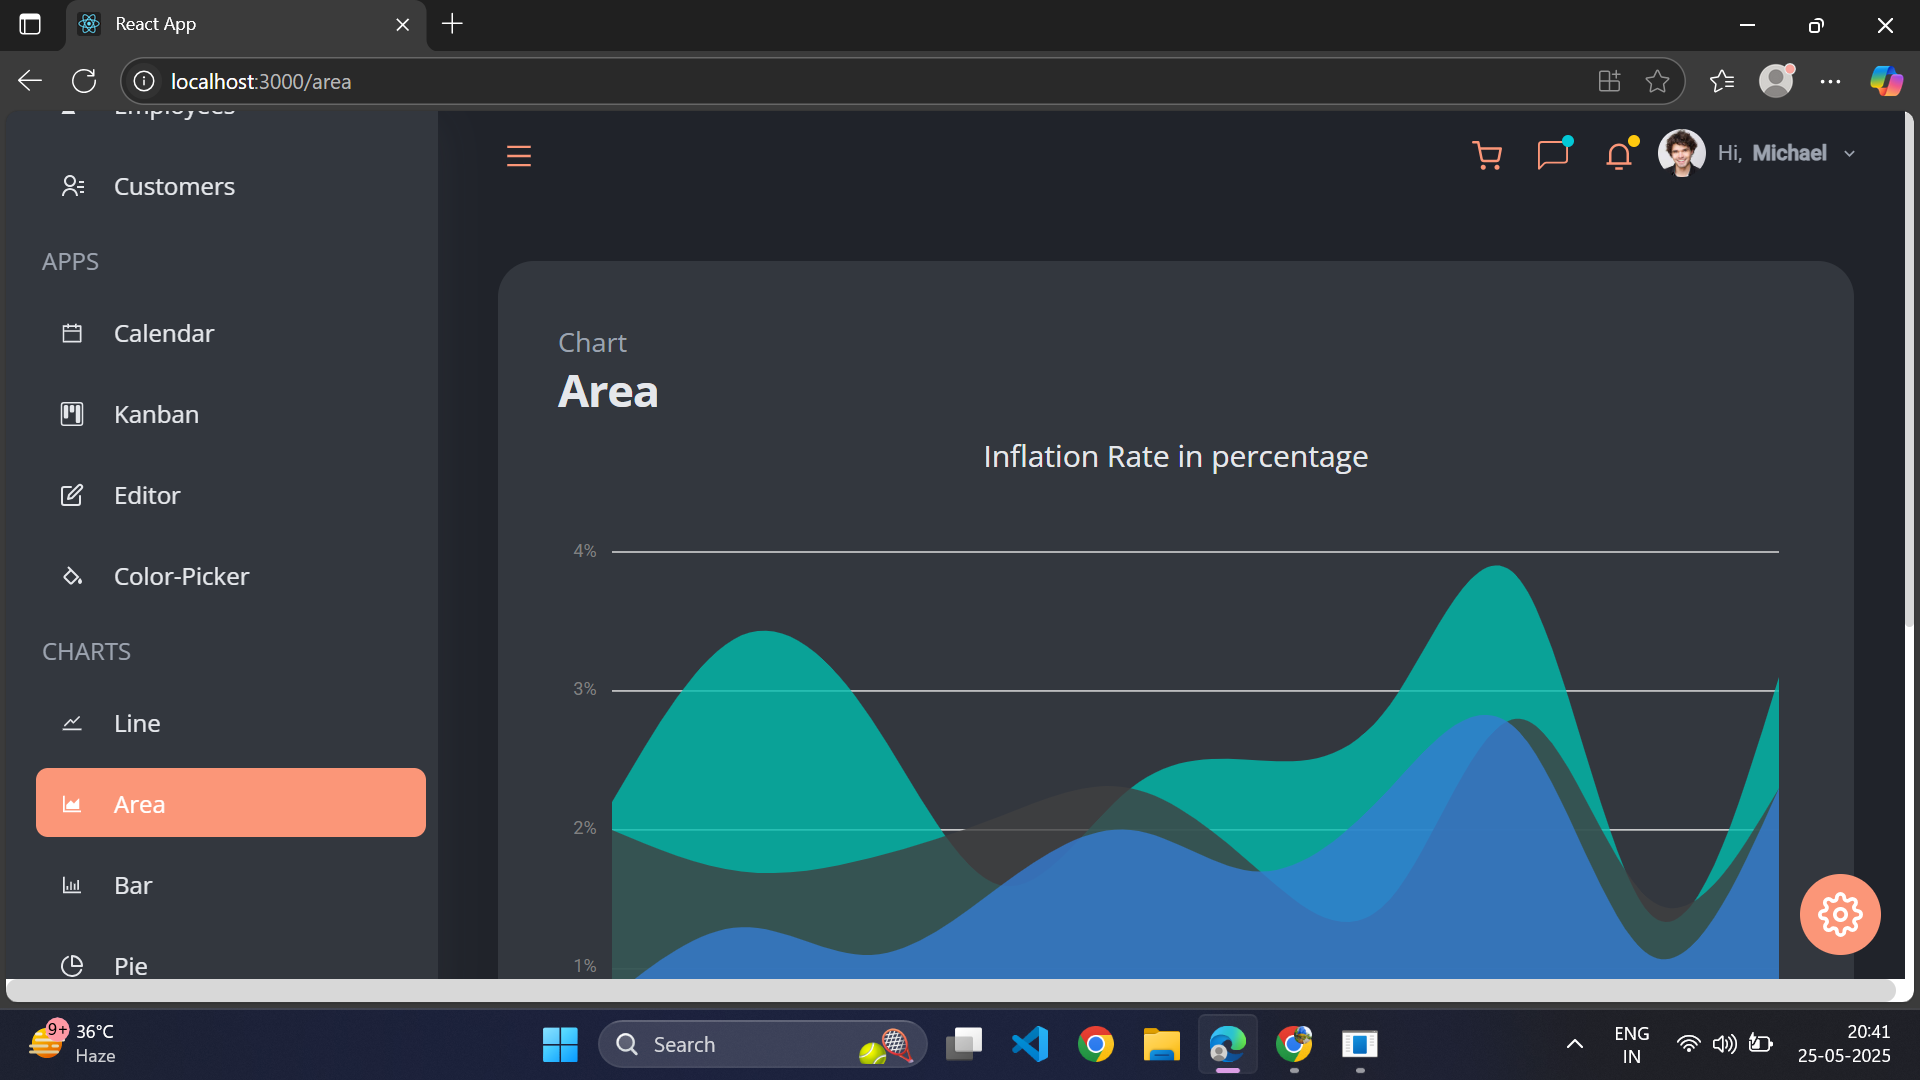 React App
localhost:3000/area
Employees
Customers
APPS
Calendar
Kanban
Editor
Color-Picker
CHARTS
Line
Area
Bar
Pie
Hi, Michael
Chart
Area
Inflation Rate in percentage
4%
3%
2%
1%
9+
36°C
Haze
Search
ENG
IN
20:41
25-05-2025